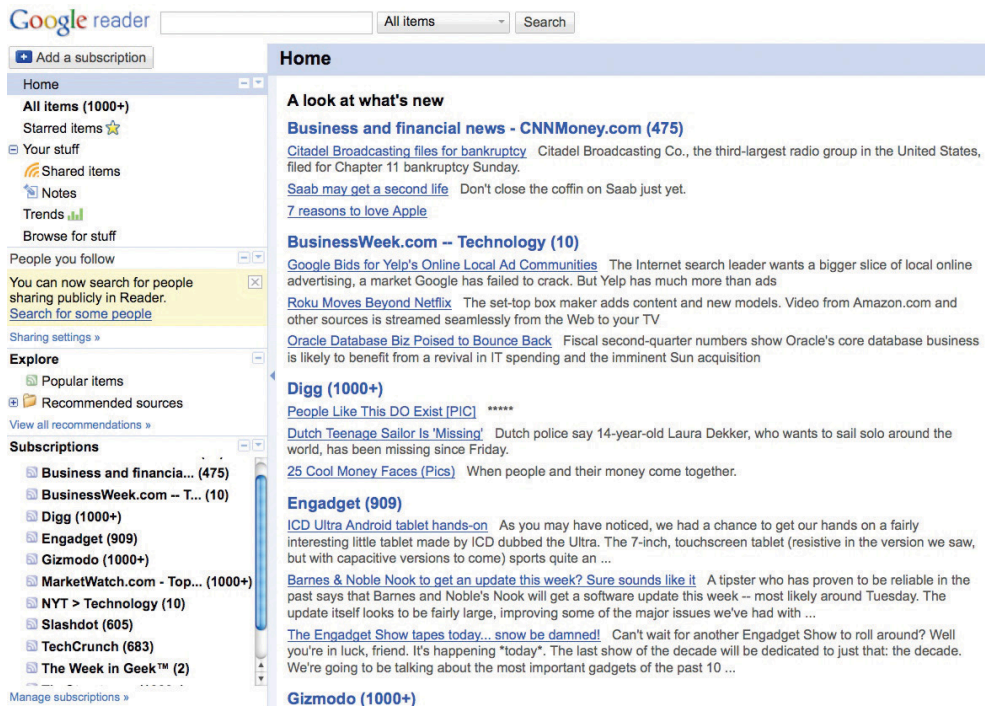 Google reader
All items
Search
Add a subscription
Home
All items (1000+)
Starred items
Your stuff
Shared items
Notes
Trends
Browse for stuff
People you follow
You can now search for people
sharing publicly in Reader.
Search for some people
Sharing settings »
Explore
Popular items
Recommended sources
View all recommendations »
Subscriptions
Business and financia... (475)
BusinessWeek.com -- T... (10)
Digg (1000+)
Engadget (909)
Gizmodo (1000+)
MarketWatch.com - Top... (1000+)
NYT > Technology (10)
Slashdot (605)
TechCrunch (683)
The Week in Geek™ (2)
Manage subscriptions »
Home
A look at what's new
Business and financial news - CNNMoney.com (475)
Citadel Broadcasting files for bankruptcy Citadel Broadcasting Co., the third-largest radio group in the United States,
filed for Chapter 11 bankruptcy Sunday.
Saab may get a second life Don't close the coffin on Saab just yet.
7 reasons to love Apple
BusinessWeek.com -- Technology (10)
Google Bids for Yelp's Online Local Ad Communities The Internet search leader wants a bigger slice of local online
advertising, a market Google has failed to crack. But Yelp has much more than ads
Roku Moves Beyond Netflix The set-top box maker adds content and new models. Video from Amazon.com and
other sources is streamed seamlessly from the Web to your TV
Oracle Database Biz Poised to Bounce Back Fiscal second-quarter numbers show Oracle's core database business
is likely to benefit from a revival in IT spending and the imminent Sun acquisition
Digg (1000+)
People Like This DO Exist [PIC] *****
Dutch Teenage Sailor Is 'Missing' Dutch police say 14-year-old Laura Dekker, who wants to sail solo around the
world, has been missing since Friday.
25 Cool Money Faces (Pics) When people and their money come together.
Engadget (909)
ICD Ultra Android tablet hands-on As you may have noticed, we had a chance to get our hands on a fairly
interesting little tablet made by ICD dubbed the Ultra. The 7-inch, touchscreen tablet (resistive in the version we saw,
but with capacitive versions to come) sports quite an ...
Barnes & Noble Nook to get an update this week? Sure sounds like it A tipster who has proven to be reliable in the
past says that Barnes and Noble's Nook will get a software update this week -- most likely around Tuesday. The
update itself looks to be fairly large, improving some of the major issues we've had with ...
The Engadget Show tapes today... snow be damned! Can't wait for another Engadget Show to roll around? Well
you're in luck, friend. It's happening *today*. The last show of the decade will be dedicated to just that: the decade.
We're going to be talking about the most important gadgets of the past 10 ...
Gizmodo (1000+)